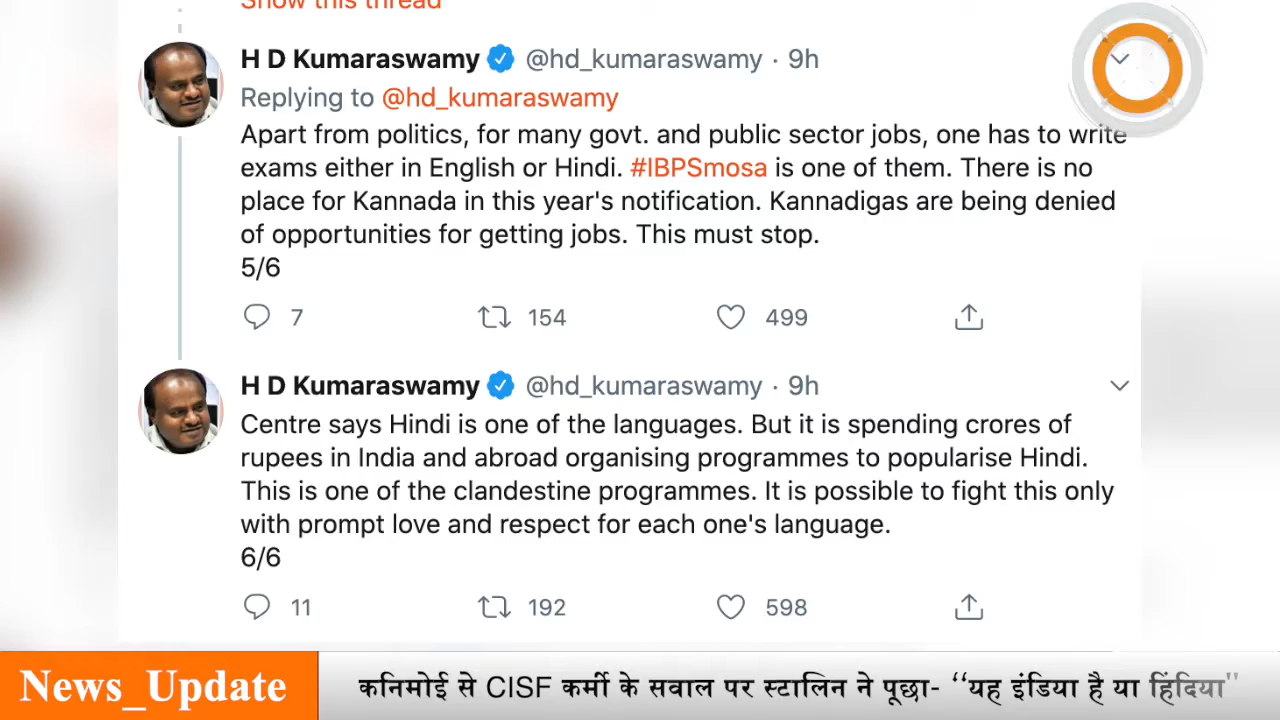 Show this thread
H D Kumaraswamy @hd_kumaraswamy · 9h
Replying to @hd_kumaraswamy
Apart from politics, for many govt. and public sector jobs, one has to write
exams either in English or Hindi. #IBPSmosa is one of them. There is no
place for Kannada in this year's notification. Kannadigas are being denied
of opportunities for getting jobs. This must stop.
5/6
7 154 499
H D Kumaraswamy @hd_kumaraswamy · 9h
Centre says Hindi is one of the languages. But it is spending crores of
rupees in India and abroad organising programmes to popularise Hindi.
This is one of the clandestine programmes. It is possible to fight this only
with prompt love and respect for each one's language.
6/6
11 192 598
News_Update कनिमोई से CISF कर्मी के सवाल पर स्टालिन ने पूछा- ‘‘यह इंडिया है या हिंदिया"